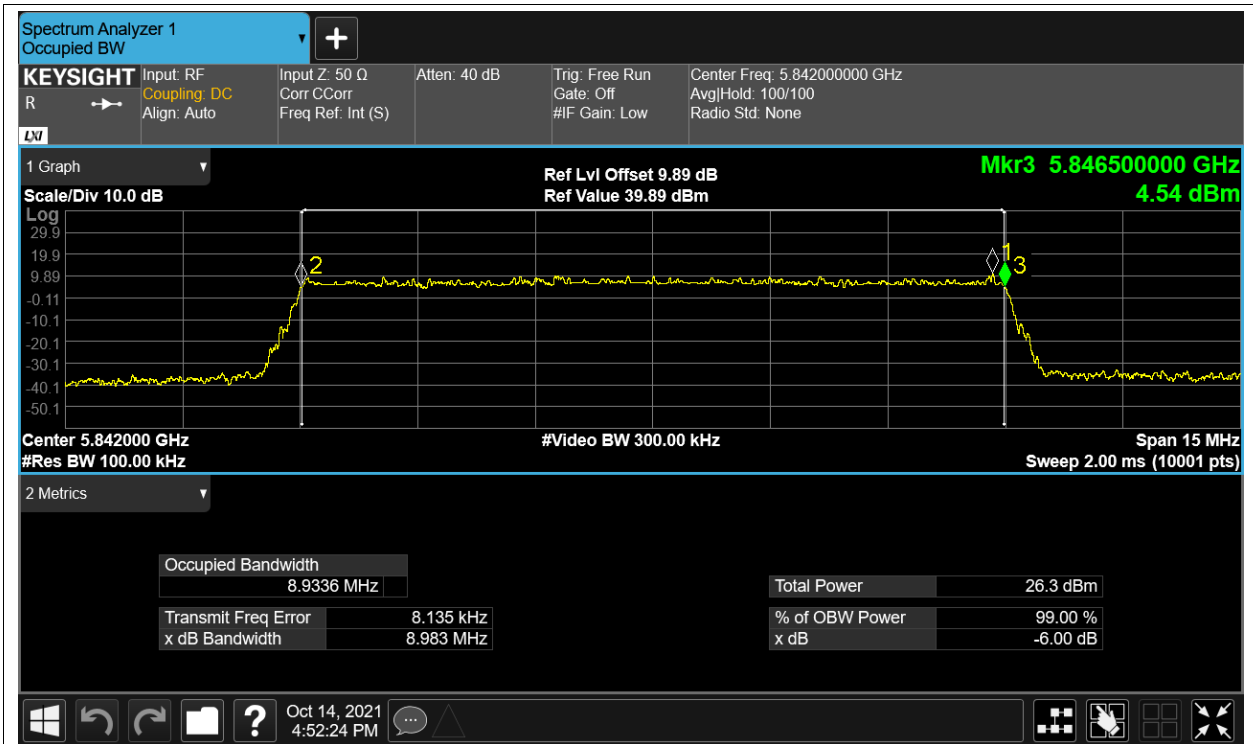 Spectrum Analyzer 1
Occupied BW
KEYSIGHT
R
LXI
Input: RF
Coupling: DC
Align: Auto
Input Z: 50 Ω
Corr CCorr
Freq Ref: Int (S)
Atten: 40 dB
Trig: Free Run
Gate: Off
#IF Gain: Low
Center Freq: 5.842000000 GHz
Avg|Hold: 100/100
Radio Std: None
1 Graph
Scale/Div 10.0 dB
Ref Lvl Offset 9.89 dB
Ref Value 39.89 dBm
Mkr3 5.846500000 GHz
4.54 dBm
Log
29.9
19.9
9.89
-0.11
-10.1
-20.1
-30.1
-40.1
-50.1
2
1
3
Center 5.842000 GHz
#Video BW 300.00 kHz
Span 15 MHz
#Res BW 100.00 kHz
Sweep 2.00 ms (10001 pts)
2 Metrics
Occupied Bandwidth
8.9336 MHz
Total Power 26.3 dBm
Transmit Freq Error 8.135 kHz
% of OBW Power 99.00 %
x dB Bandwidth 8.983 MHz
x dB -6.00 dB
?
Oct 14, 2021
4:52:24 PM